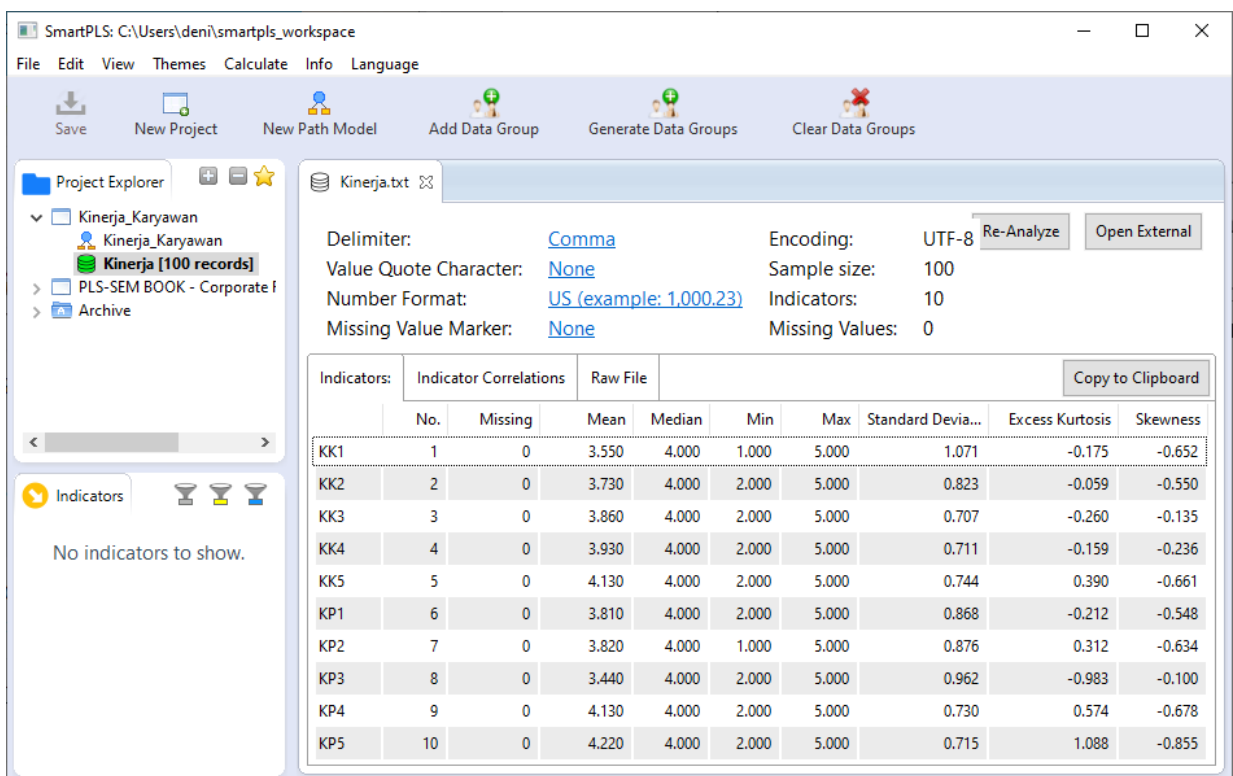 SmartPLS: C:\Users\deni\smartpls_workspace
File Edit View Themes Calculate Info Language
Save New Project New Path Model Add Data Group Generate Data Groups Clear Data Groups
Project Explorer
Kinerja_Karyawan
Kinerja_Karyawan
Kinerja [100 records]
PLS-SEM BOOK - Corporate
A Archive
Indicators
No indicators to show.
Kinerja.txt
Delimiter: Comma Encoding: UTF-8 Re-Analyze Open External
Value Quote Character: None Sample size: 100
Number Format: US (example: 1,000.23) Indicators: 10
Missing Value Marker: None Missing Values: 0
Indicators: Indicator Correlations Raw File Copy to Clipboard
No. Missing Mean Median Min Max Standard Devia... Excess Kurtosis Skewness
KK1 1 0 3.550 4.000 1.000 5.000 1.071 -0.175 -0.652
KK2 2 0 3.730 4.000 2.000 5.000 0.823 -0.059 -0.550
KK3 3 0 3.860 4.000 2.000 5.000 0.707 -0.260 -0.135
KK4 4 0 3.930 4.000 2.000 5.000 0.711 -0.159 -0.236
KK5 5 0 4.130 4.000 2.000 5.000 0.744 0.390 -0.661
KP1 6 0 3.810 4.000 2.000 5.000 0.868 -0.212 -0.548
KP2 7 0 3.820 4.000 1.000 5.000 0.876 0.312 -0.634
KP3 8 0 3.440 4.000 2.000 5.000 0.962 -0.983 -0.100
KP4 9 0 4.130 4.000 2.000 5.000 0.730 0.574 -0.678
KP5 10 0 4.220 4.000 2.000 5.000 0.715 1.088 -0.855